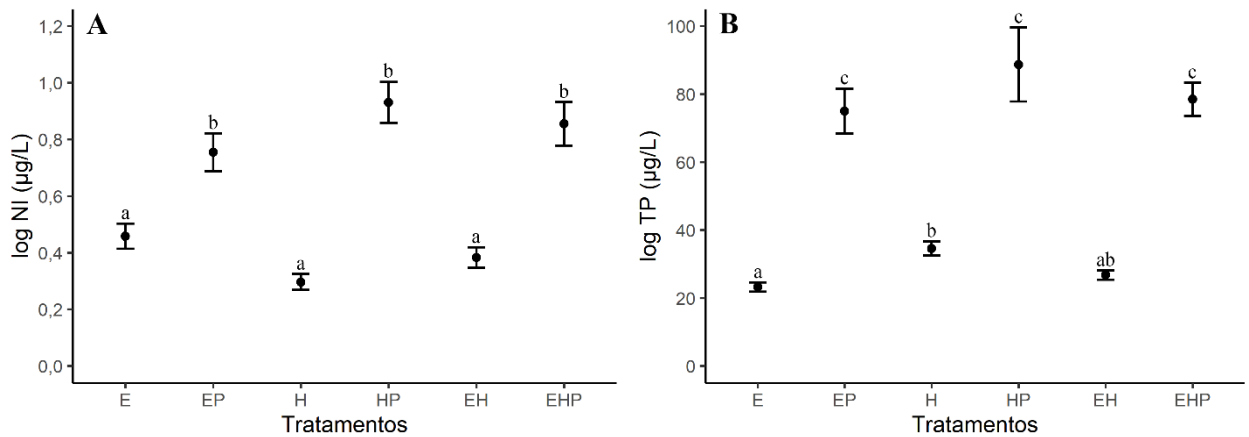 A
log NI (µg/L)
1,2
1,0
0,8
0,6
0,4
0,2
0,0
a
b
a
b
a
b
E
EP
H
HP
EH
EHP
Tratamentos
B
log TP (µg/L)
100
80
60
40
20
0
a
c
b
c
ab
c
E
EP
H
HP
EH
EHP
Tratamentos